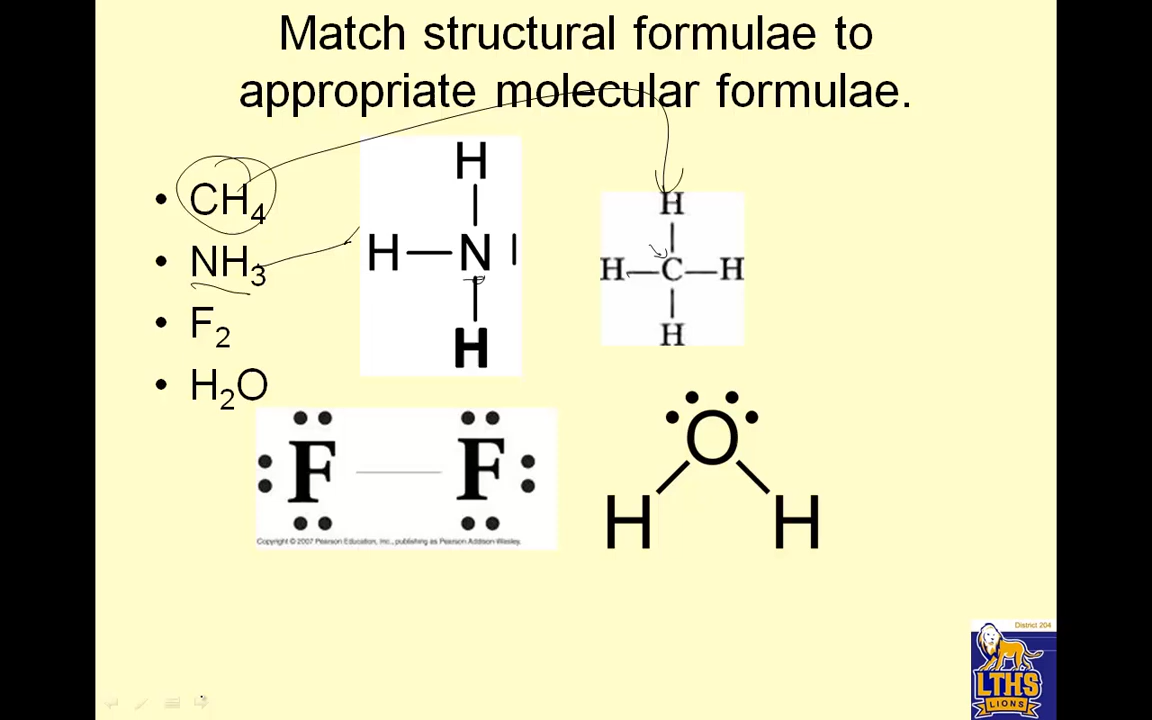 Match structural formulae to
appropriate molecular formulae.
• CH₄
• NH₃
• F₂
• H₂O
H
H—N |
H
H
H—C—H
H
F — F
Copyright © 2007 Pearson Education, Inc., publishing as Pearson Addison-Wesley.
O
H H
District 204
LTHS
LIONS